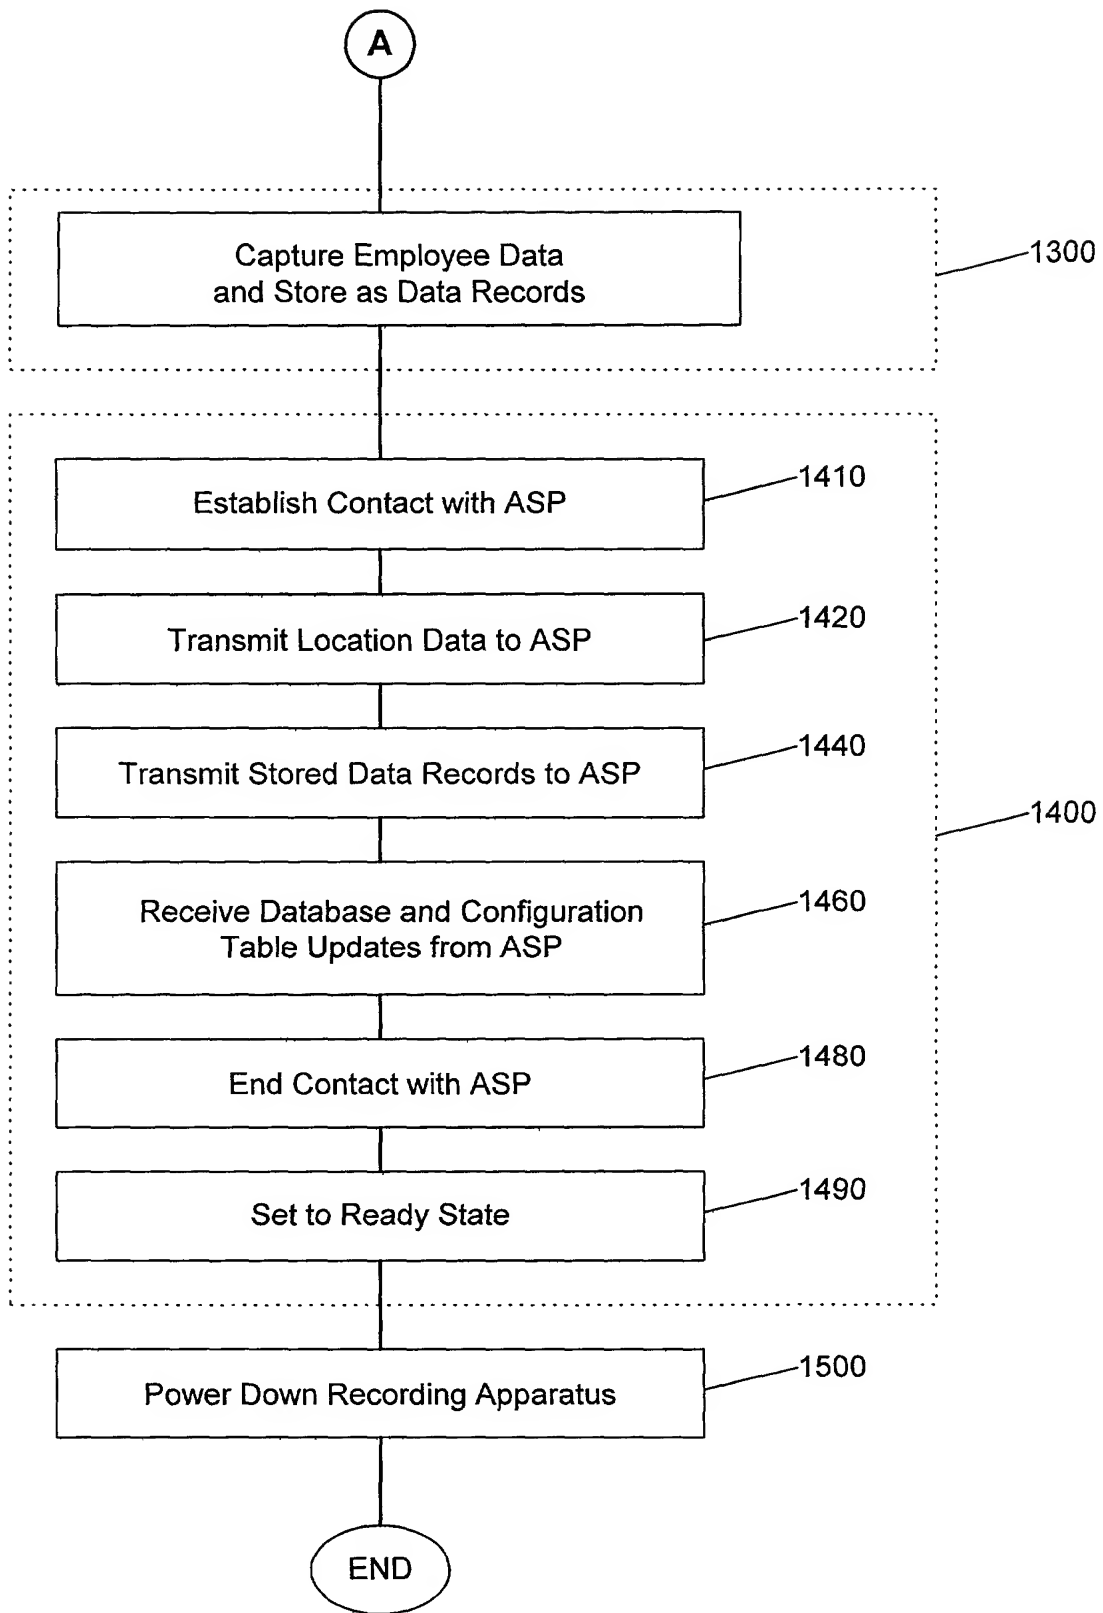 A
Capture Employee Data
and Store as Data Records
1300
1410
Establish Contact with ASP
1420
Transmit Location Data to ASP
1440
Transmit Stored Data Records to ASP
1400
1460
Receive Database and Configuration
Table Updates from ASP
1480
End Contact with ASP
1490
Set to Ready State
1500
Power Down Recording Apparatus
END